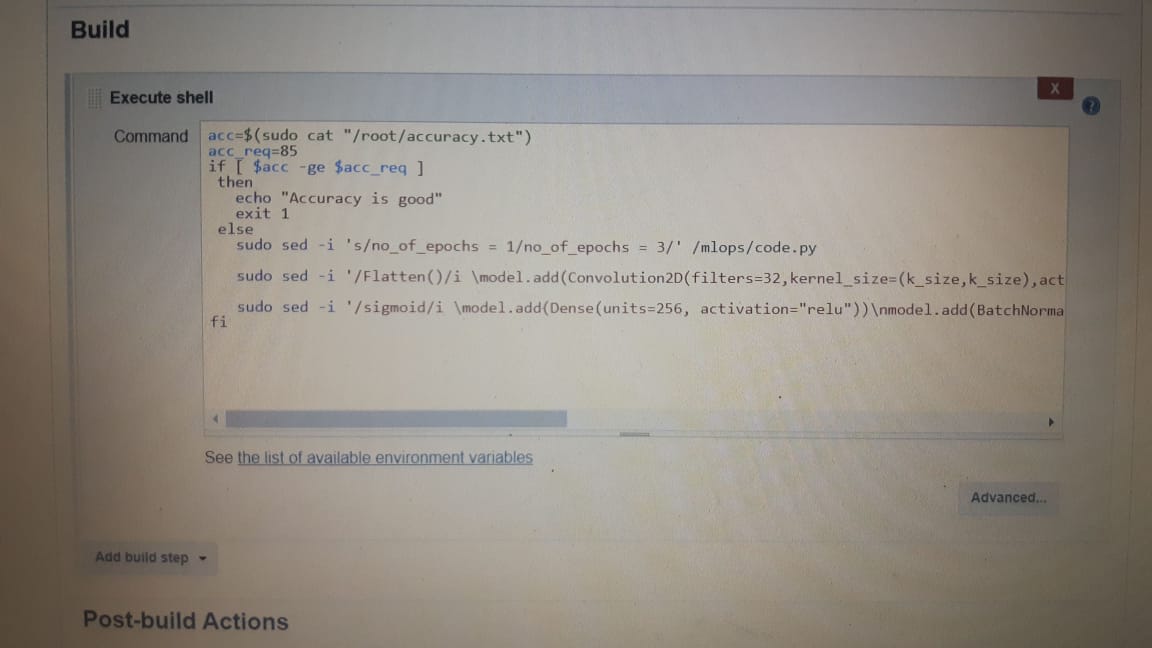 Build
Execute shell
X
?
Command
acc=$(sudo cat "/root/accuracy.txt")
acc_req=85
if [ $acc -ge $acc_req ]
then
echo "Accuracy is good"
exit 1
else
sudo sed -i 's/no_of_epochs = 1/no_of_epochs = 3/' /mlops/code.py
sudo sed -i '/Flatten()/i \model.add(Convolution2D(filters=32,kernel_size=(k_size,k_size),act
sudo sed -i '/sigmoid/i \model.add(Dense(units=256, activation="relu"))\nmodel.add(BatchNorma
fi
See the list of available environment variables
Advanced...
Add build step
Post-build Actions